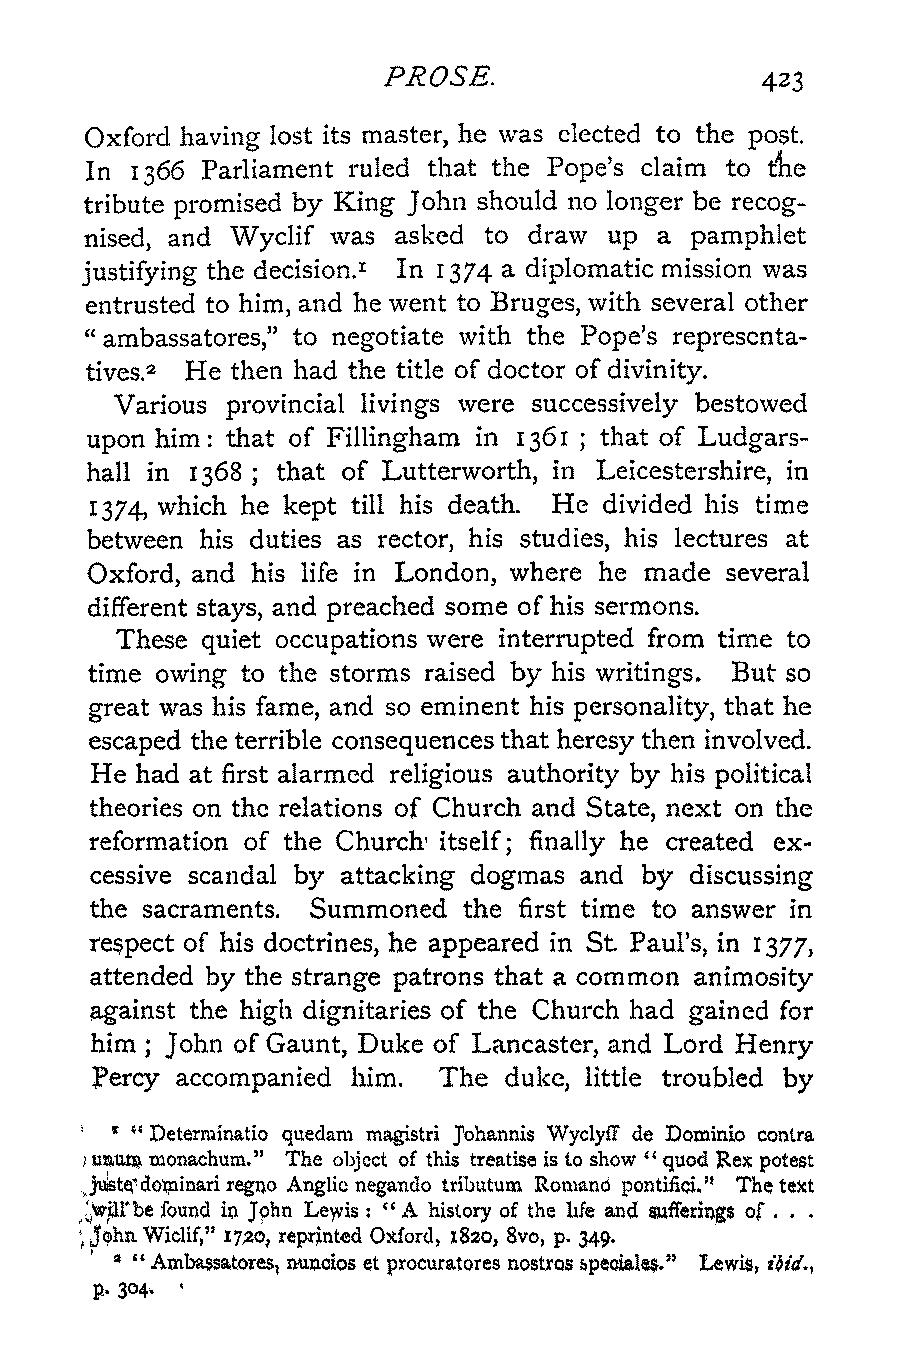 PROSE. 423
Oxford having lost its master, he was elected to the post.
In 1366 Parliament ruled that the Pope's claim to the
tribute promised by King John should no longer be recog-
nised, and Wyclif was asked to draw up a pamphlet
justifying the decision.¹ In 1374 a diplomatic mission was
entrusted to him, and he went to Bruges, with several other
“ ambassatores,” to negotiate with the Pope's representa-
tives.² He then had the title of doctor of divinity.
Various provincial livings were successively bestowed
upon him : that of Fillingham in 1361 ; that of Ludgars-
hall in 1368 ; that of Lutterworth, in Leicestershire, in
1374, which he kept till his death. He divided his time
between his duties as rector, his studies, his lectures at
Oxford, and his life in London, where he made several
different stays, and preached some of his sermons.
These quiet occupations were interrupted from time to
time owing to the storms raised by his writings. But so
great was his fame, and so eminent his personality, that he
escaped the terrible consequences that heresy then involved.
He had at first alarmed religious authority by his political
theories on the relations of Church and State, next on the
reformation of the Church itself ; finally he created ex-
cessive scandal by attacking dogmas and by discussing
the sacraments. Summoned the first time to answer in
respect of his doctrines, he appeared in St. Paul's, in 1377,
attended by the strange patrons that a common animosity
against the high dignitaries of the Church had gained for
him ; John of Gaunt, Duke of Lancaster, and Lord Henry
Percy accompanied him. The duke, little troubled by
¹ “ Determinatio quedam magistri Johannis Wyclyff de Dominio contra
unum monachum.” The object of this treatise is to show “ quod Rex potest
juste dominari regno Anglie negando tributum Romano pontifici.” The text
will be found in John Lewis : “ A history of the life and sufferings of . . .
John Wiclif,” 1720, reprinted Oxford, 1820, 8vo, p. 349.
² “ Ambassatores, nuncios et procuratores nostros speciales.” Lewis, ibid.,
p. 304.